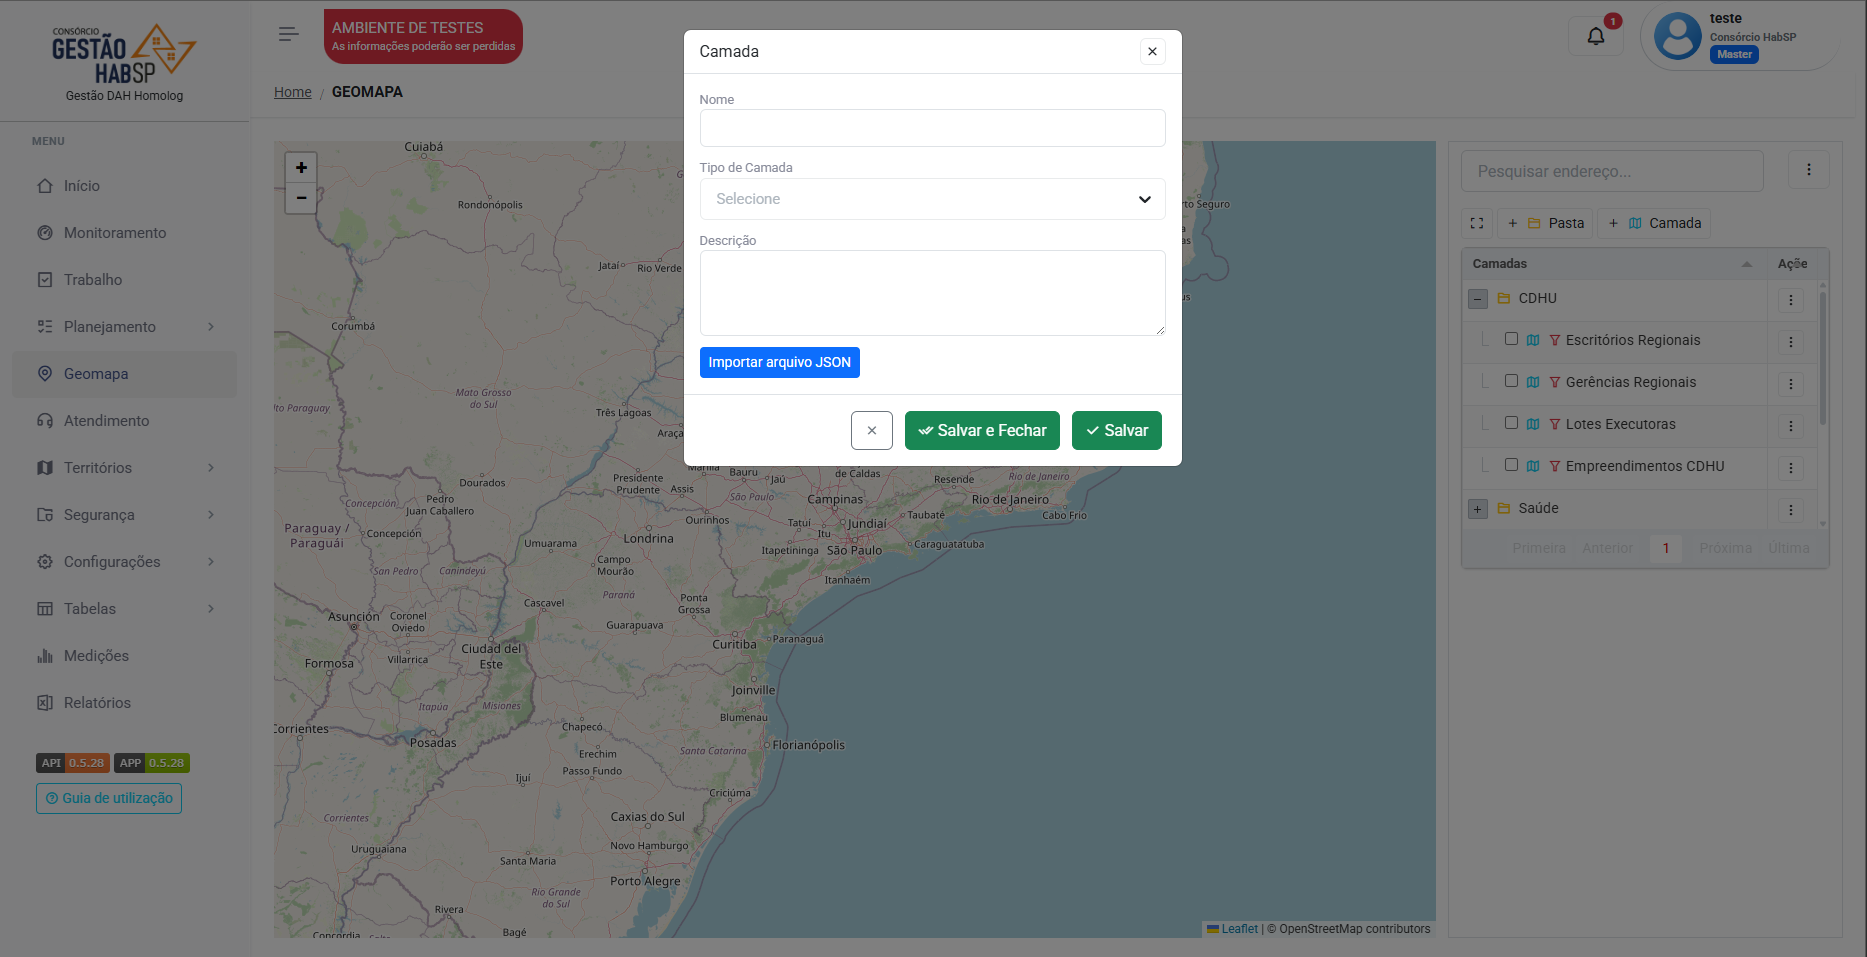 CONSÓRCIO
GESTÃO
HABSP
Gestão DAH Homolog
MENU
Início
Monitoramento
Trabalho
Planejamento
Geomapa
Atendimento
Territórios
Segurança
Configurações
Tabelas
Medições
Relatórios
API 0.5.28 APP 0.5.28
Guia de utilização
AMBIENTE DE TESTES
As informações poderão ser perdidas
1
teste
Consórcio HabSP
Master
Home / GEOMAPA
Camada
Nome
Tipo de Camada
Selecione
Descrição
Importar arquivo JSON
Salvar e Fechar
Salvar
+
−
Cuiabá
Rondonópolis
rto Seguro
Jataí
Rio Verde
Corumbá
Mato Grosso
do Sul
lto Paraguay
Três Lagoas
Araça
Marília
Bauru
Jaú
de Caldas
Resende
Rio de Janeiro
Dourados
Presidente
Prudente
Assis
São Paulo
Campinas
Rio de Janeiro
Concepción
Pedro
Juan Caballero
Ourinhos
Tatuí
Jundiaí
Taubaté
Cabo Frio
Paraguay /
Paraguái
Concepción
Londrina
Itu
Umuarama
Itapetininga
São Paulo
Caraguatatuba
San Pedro
Canindeyú
Campo
Mourão
Itanhaém
Paraná
Cascavel
Ponta
Grossa
Asunción
Coronel
Oviedo
Guarapuava
Curitiba
Paranaguá
Formosa
Villarrica
Ciudad del
Este
Joinville
Itapúa
Misiones
Blumenau
Corrientes
Posadas
Chapecó
Santa Catarina
Florianópolis
Erechim
Passo Fundo
Ijuí
Criciúma
Corrientes
Caxias do Sul
Uruguaiana
Novo Hamburgo
Santa Maria
Porto Alegre
Rio Grande
do Sul
Rivera
Bagé
Concordia
Leaflet | © OpenStreetMap contributors
Pesquisar endereço...
+ Pasta
+ Camada
Camadas
Açõe
CDHU
Escritórios Regionais
Gerências Regionais
Lotes Executoras
Empreendimentos CDHU
Saúde
Primeira Anterior 1 Próxima Última